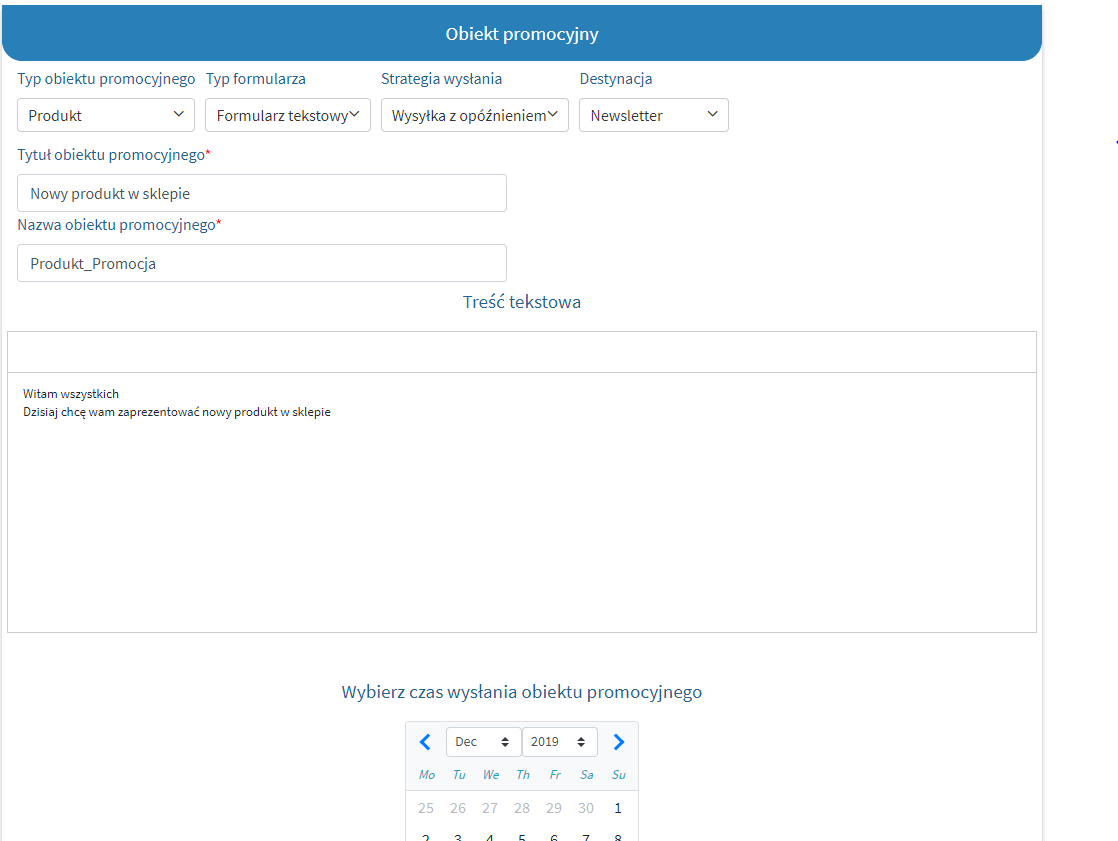 Obiekt promocyjny
Typ obiektu promocyjnego Typ formularza Strategia wysłania Destynacja
Produkt Formularz tekstowy Wysyłka z opóźnieniem Newsletter
Tytuł obiektu promocyjnego*
Nowy produkt w sklepie
Nazwa obiektu promocyjnego*
Produkt_Promocja
Treść tekstowa
Witam wszystkich
Dzisiaj chcę wam zaprezentować nowy produkt w sklepie
Wybierz czas wysłania obiektu promocyjnego
Dec 2019
Mo Tu We Th Fr Sa Su
25 26 27 28 29 30 1
2 3 4 5 6 7 8